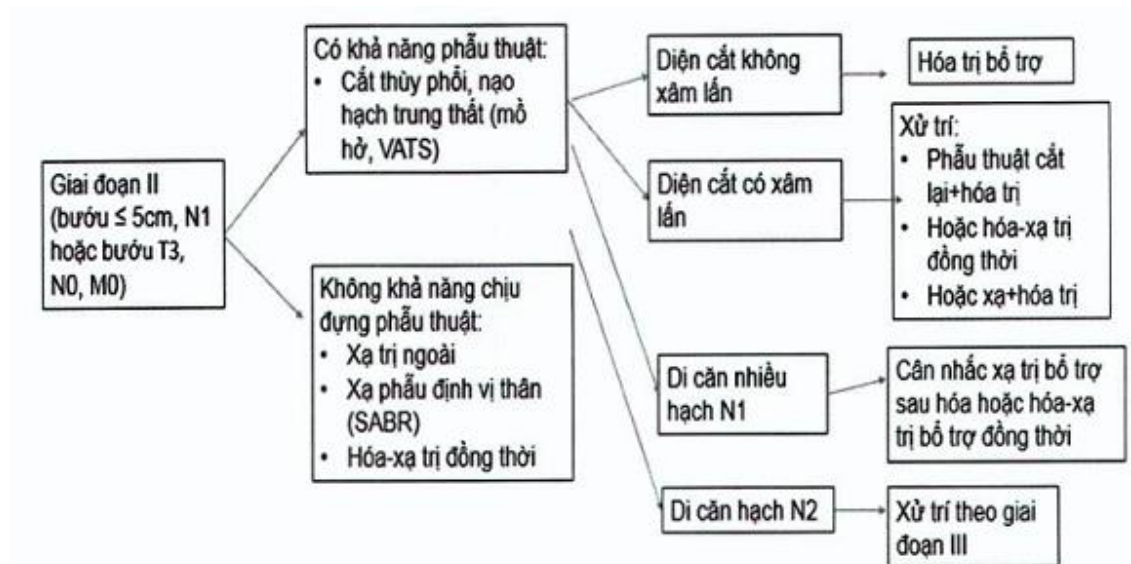 Giai đoạn II
(bướu ≤ 5cm, N1
hoặc bướu T3,
N0, M0)
Có khả năng phẫu thuật:
• Cắt thùy phổi, nạo
hạch trung thất (mổ
hở, VATS)
Không khả năng chịu
đựng phẫu thuật:
• Xạ trị ngoài
• Xạ phẫu định vị thân
(SABR)
• Hóa-xạ trị đồng thời
Diện cắt không
xâm lấn
Hóa trị bổ trợ
Diện cắt có xâm
lấn
Xử trí:
• Phẫu thuật cắt
lại+hóa trị
• Hoặc hóa-xạ trị
đồng thời
• Hoặc xạ+hóa trị
Di căn nhiều
hạch N1
Cân nhắc xạ trị bổ trợ
sau hóa hoặc hóa-xạ
trị bổ trợ đồng thời
Di căn hạch N2
Xử trí theo giai
đoạn III